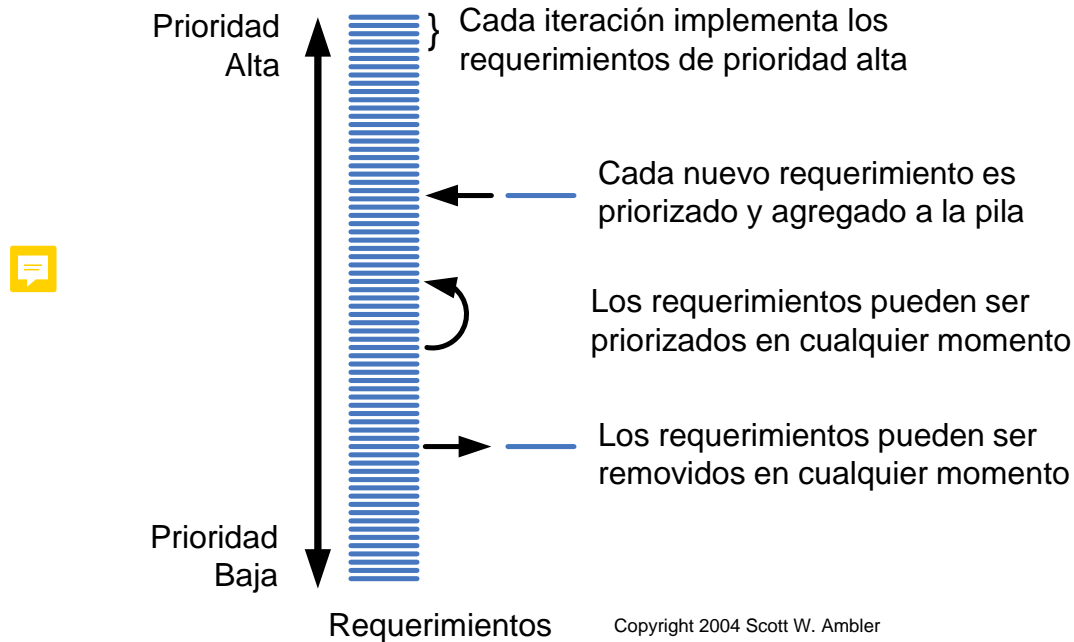 Prioridad
Alta
} Cada iteración implementa los
requerimientos de prioridad alta
Cada nuevo requerimiento es
priorizado y agregado a la pila
Los requerimientos pueden ser
priorizados en cualquier momento
Los requerimientos pueden ser
removidos en cualquier momento
Prioridad
Baja
Requerimientos
Copyright 2004 Scott W. Ambler